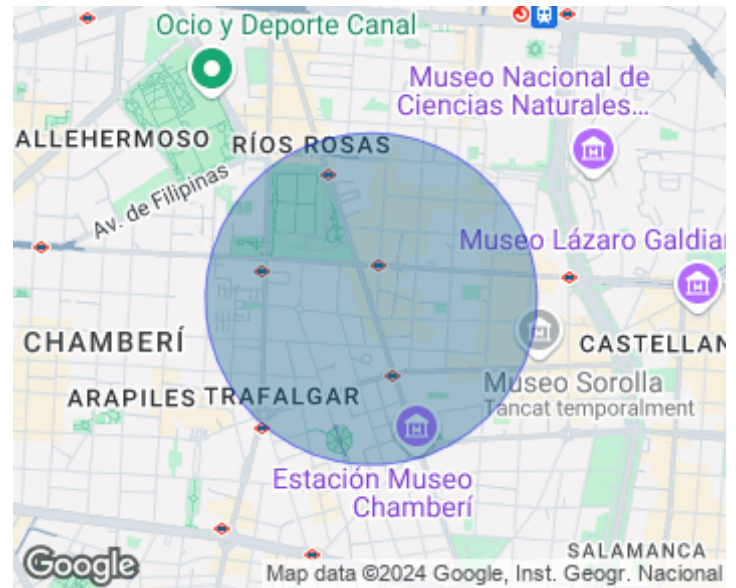 Ocio y Deporte Canal
Museo Nacional de
Ciencias Naturales...
ALLEHERMOSO
RÍOS ROSAS
Av. de Filipinas
Museo Lázaro Galdian
CHAMBERÍ
CASTELLAN
Museo Sorolla
Tancat temporalment
ARAPILES
TRAFALGAR
Estación Museo
Chamberí
SALAMANCA
Google
Map data ©2024 Google, Inst. Geogr. Nacional